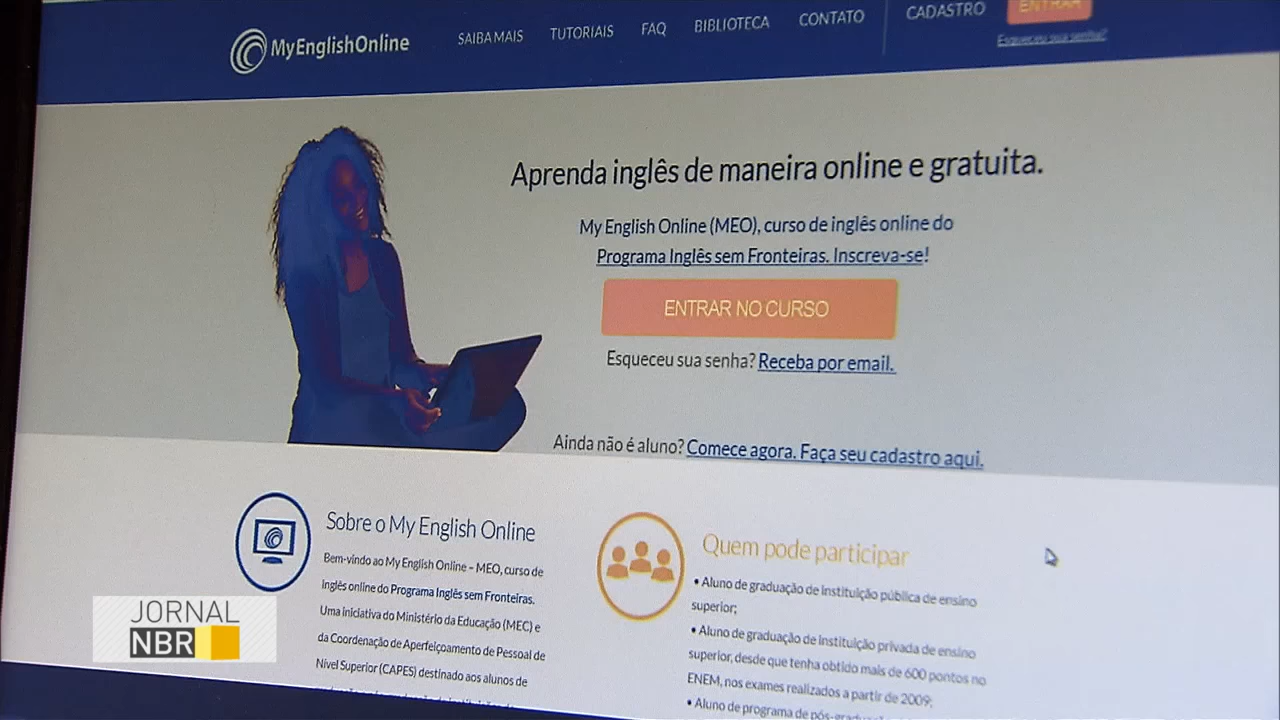 MyEnglishOnline
SAIBA MAIS
TUTORIAIS
FAQ
BIBLIOTECA
CONTATO
CADASTRO
ENTRAR
Esqueceu sua senha?
Aprenda inglês de maneira online e gratuita.
My English Online (MEO), curso de inglês online do
Programa Inglês sem Fronteiras. Inscreva-se!
ENTRAR NO CURSO
Esqueceu sua senha? Receba por email.
Ainda não é aluno? Comece agora. Faça seu cadastro aqui.
Sobre o My English Online
Bem-vindo ao My English Online – MEO, curso de
inglês online do Programa Inglês sem Fronteiras.
Uma iniciativa do Ministério da Educação (MEC) e
da Coordenação de Aperfeiçoamento de Pessoal de
Nível Superior (CAPES) destinado aos alunos de
Quem pode participar
• Aluno de graduação de instituição pública de ensino
superior;
• Aluno de graduação de instituição privada de ensino
superior, desde que tenha obtido mais de 600 pontos no
ENEM, nos exames realizados a partir de 2009;
• Aluno de programa de
JORNAL
NBR